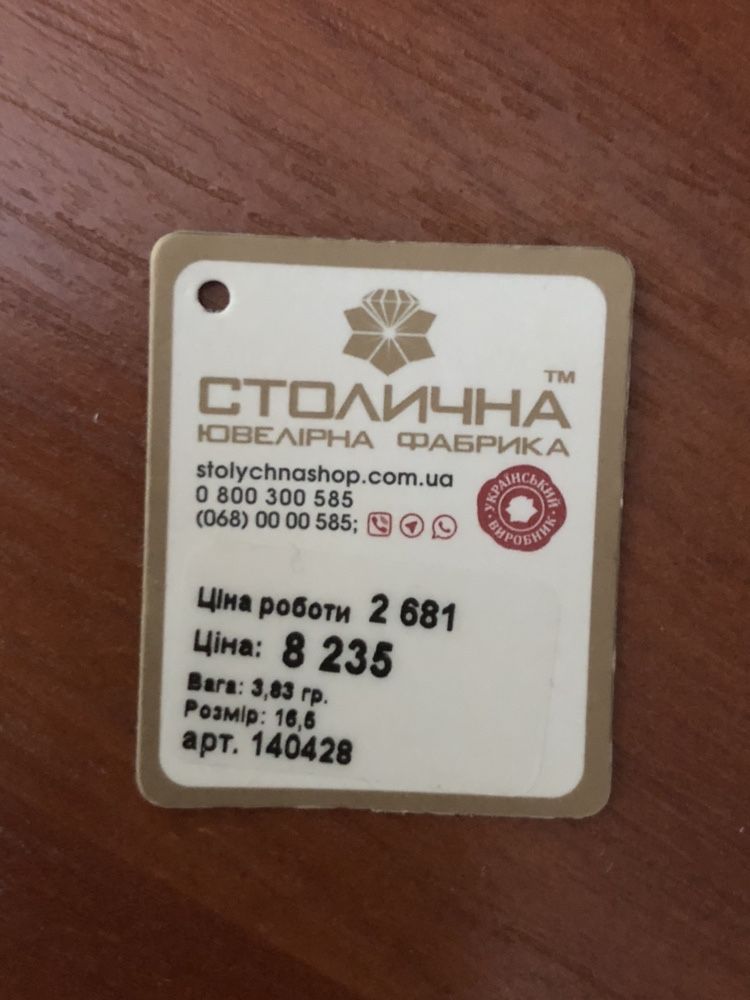 СТОЛИЧНА™
ЮВЕЛІРНА ФАБРИКА
stolychnashop.com.ua
0 800 300 585
(068) 00 00 585;
УКРАЇНСЬКИЙ
ВИРОБНИК
Ціна роботи 2 681
Ціна: 8 235
Вага: 3,83 гр.
Розмір: 16,5
арт. 140428